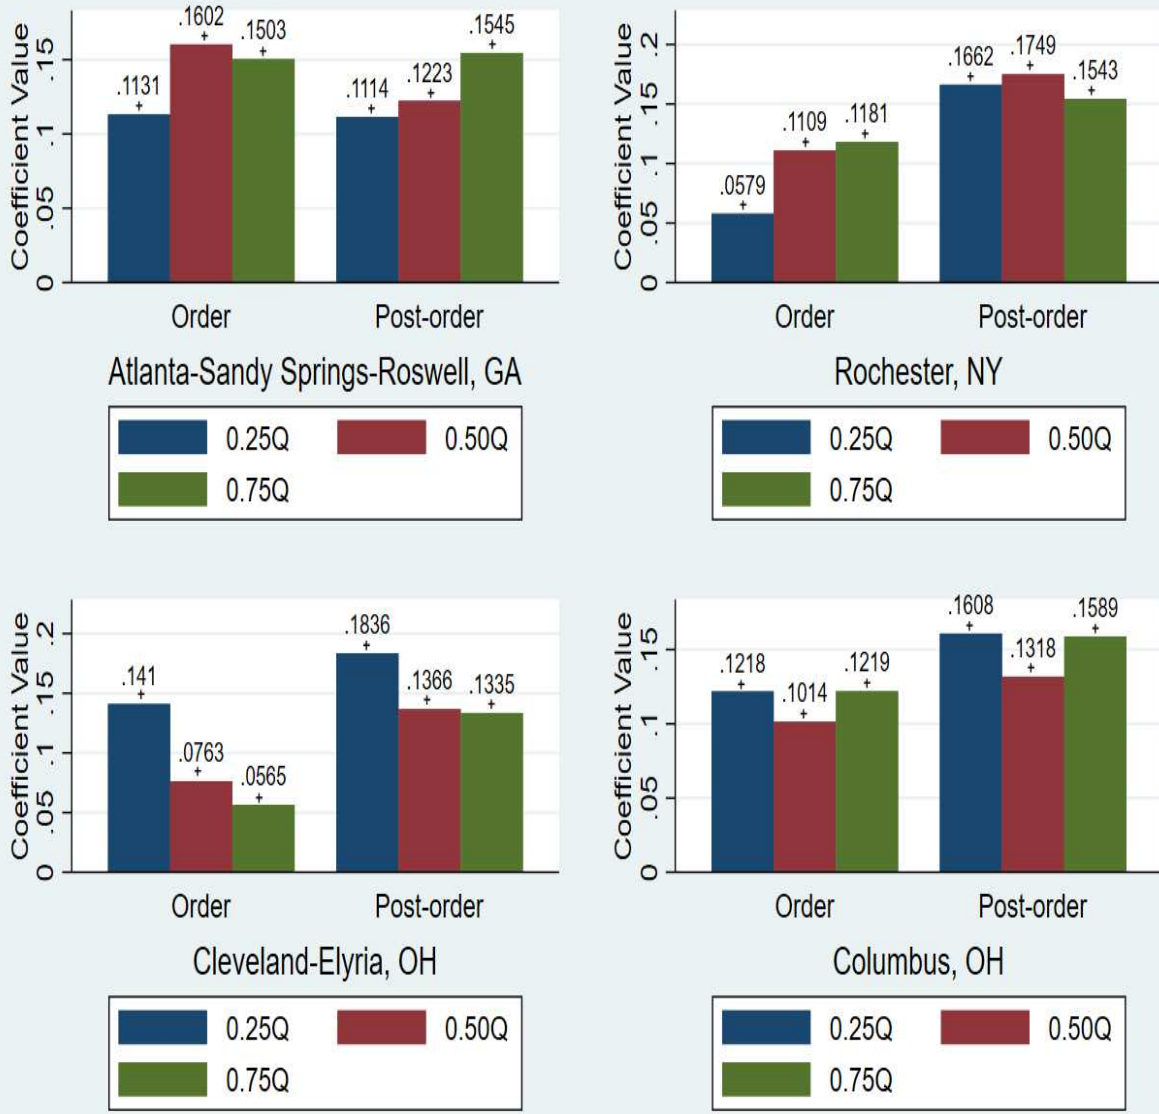 Coefficient Value
0 .05 .1 .15
.1131 .1602 .1503 .1114 .1223 .1545
Order Post-order
Atlanta-Sandy Springs-Roswell, GA
0.25Q 0.50Q
0.75Q
Coefficient Value
0 .05 .1 .15 .2
.0579 .1109 .1181 .1662 .1749 .1543
Order Post-order
Rochester, NY
0.25Q 0.50Q
0.75Q
Coefficient Value
0 .05 .1 .15 .2
.141 .0763 .0565 .1836 .1366 .1335
Order Post-order
Cleveland-Elyria, OH
0.25Q 0.50Q
0.75Q
Coefficient Value
0 .05 .1 .15
.1218 .1014 .1219 .1608 .1318 .1589
Order Post-order
Columbus, OH
0.25Q 0.50Q
0.75Q